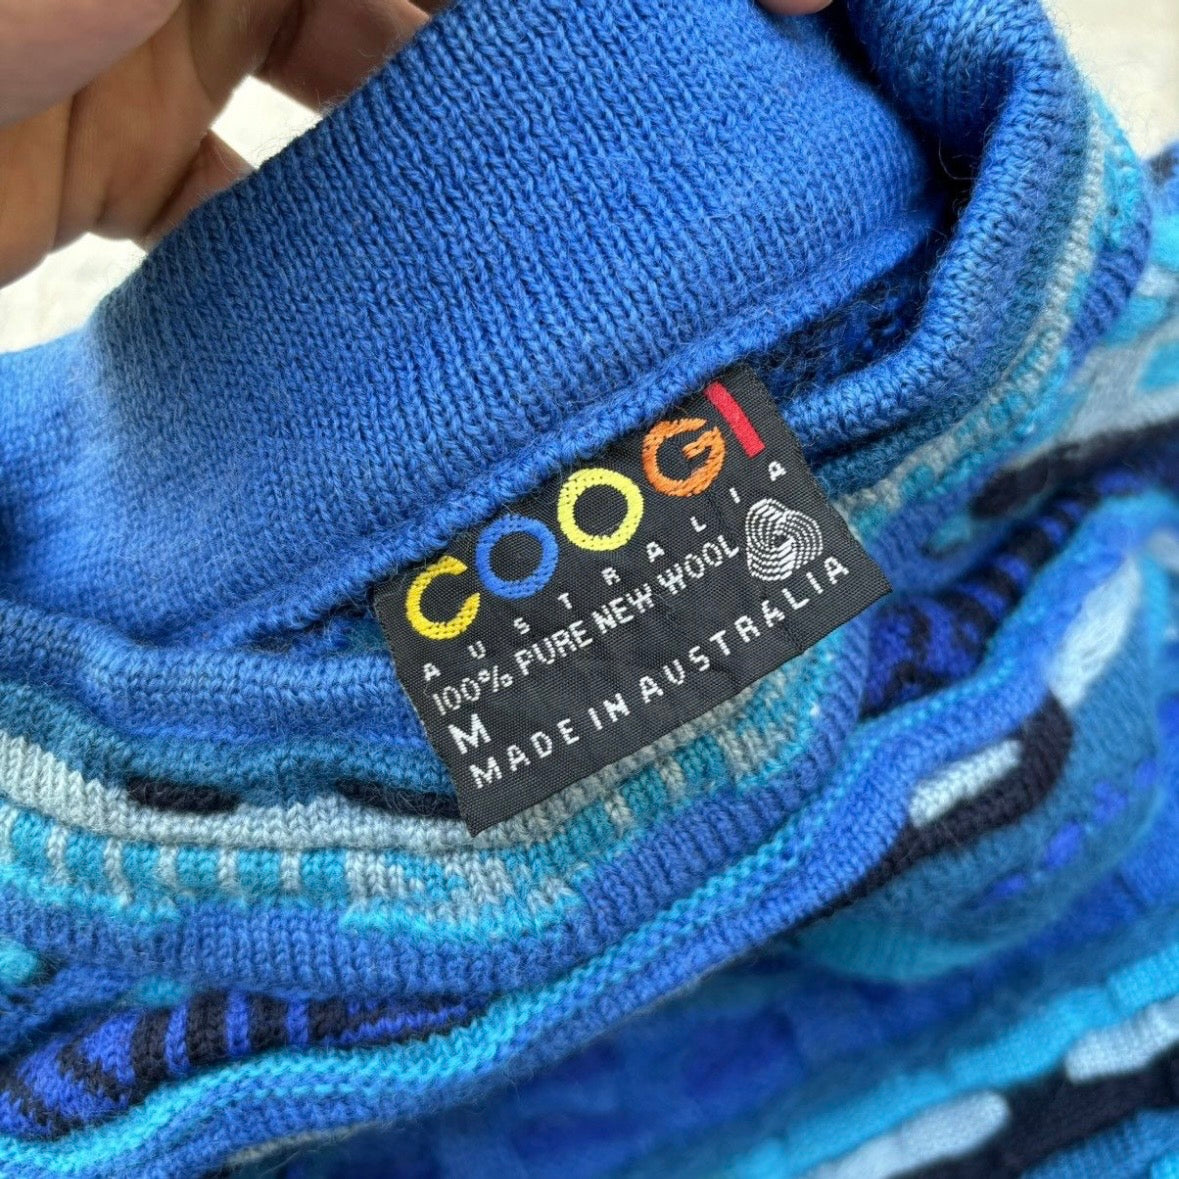 COOGI
AUSTRALIA
100% PURE NEW WOOL
M
MADE IN AUSTRALIA